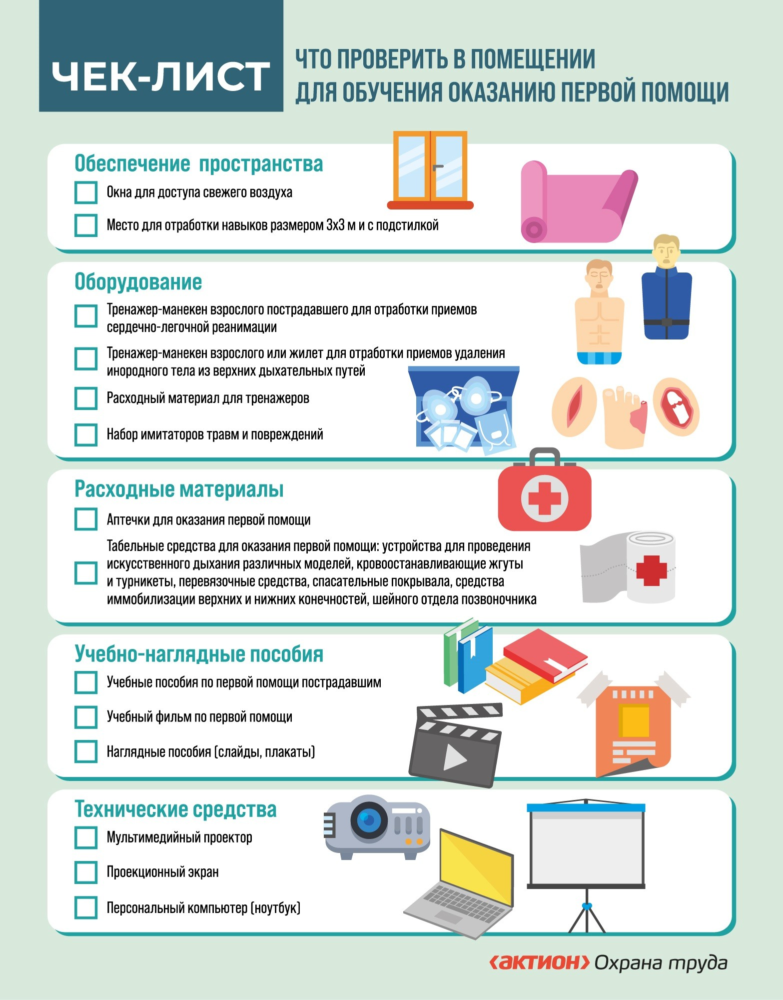 ЧЕК-ЛИСТ
ЧТО ПРОВЕРИТЬ В ПОМЕЩЕНИИ
ДЛЯ ОБУЧЕНИЯ ОКАЗАНИЮ ПЕРВОЙ ПОМОЩИ
Обеспечение пространства
Окна для доступа свежего воздуха
Место для отработки навыков размером 3х3 м и с подстилкой
Оборудование
Тренажер-манекен взрослого пострадавшего для отработки приемов
сердечно-легочной реанимации
Тренажер-манекен взрослого или жилет для отработки приемов удаления
инородного тела из верхних дыхательных путей
Расходный материал для тренажеров
Набор имитаторов травм и повреждений
Расходные материалы
Аптечки для оказания первой помощи
Табельные средства для оказания первой помощи: устройства для проведения
искусственного дыхания различных моделей, кровоостанавливающие жгуты
и турникеты, перевязочные средства, спасательные покрывала, средства
иммобилизации верхних и нижних конечностей, шейного отдела позвоночника
Учебно-наглядные пособия
Учебные пособия по первой помощи пострадавшим
Учебный фильм по первой помощи
Наглядные пособия (слайды, плакаты)
Технические средства
Мультимедийный проектор
Проекционный экран
Персональный компьютер (ноутбук)
‹актион› Охрана труда